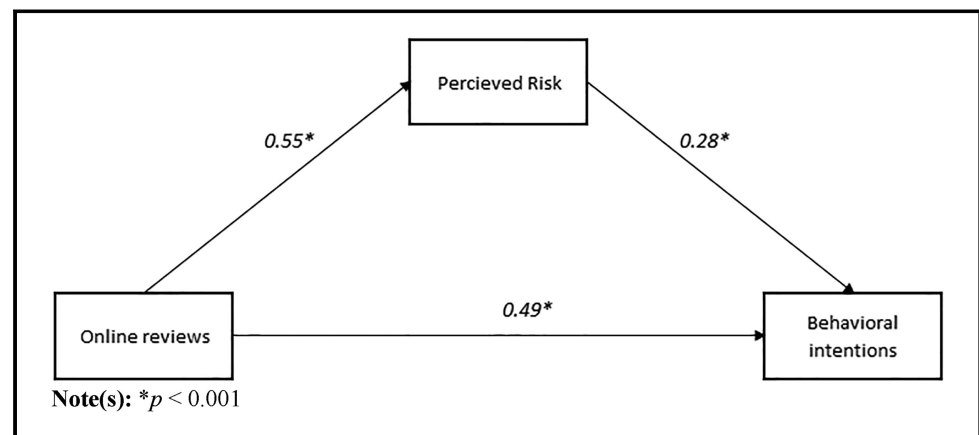 Percieved Risk
0.55*
0.28*
0.49*
Online reviews
Behavioral
intentions
Note(s): *p < 0.001